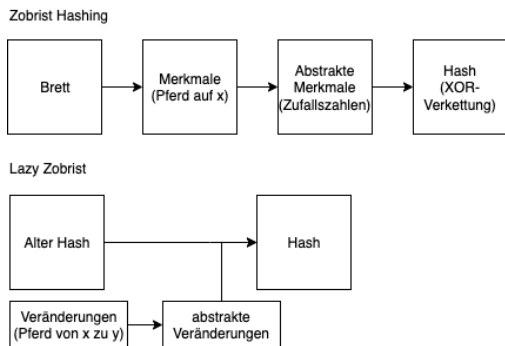 Zobrist Hashing
Brett
Merkmale
(Pferd auf x)
Abstrakte
Merkmale
(Zufallszahlen)
Hash
(XOR-
Verkettung)
Lazy Zobrist
Alter Hash
Hash
Veränderungen
(Pferd von x zu y)
abstrakte
Veränderungen